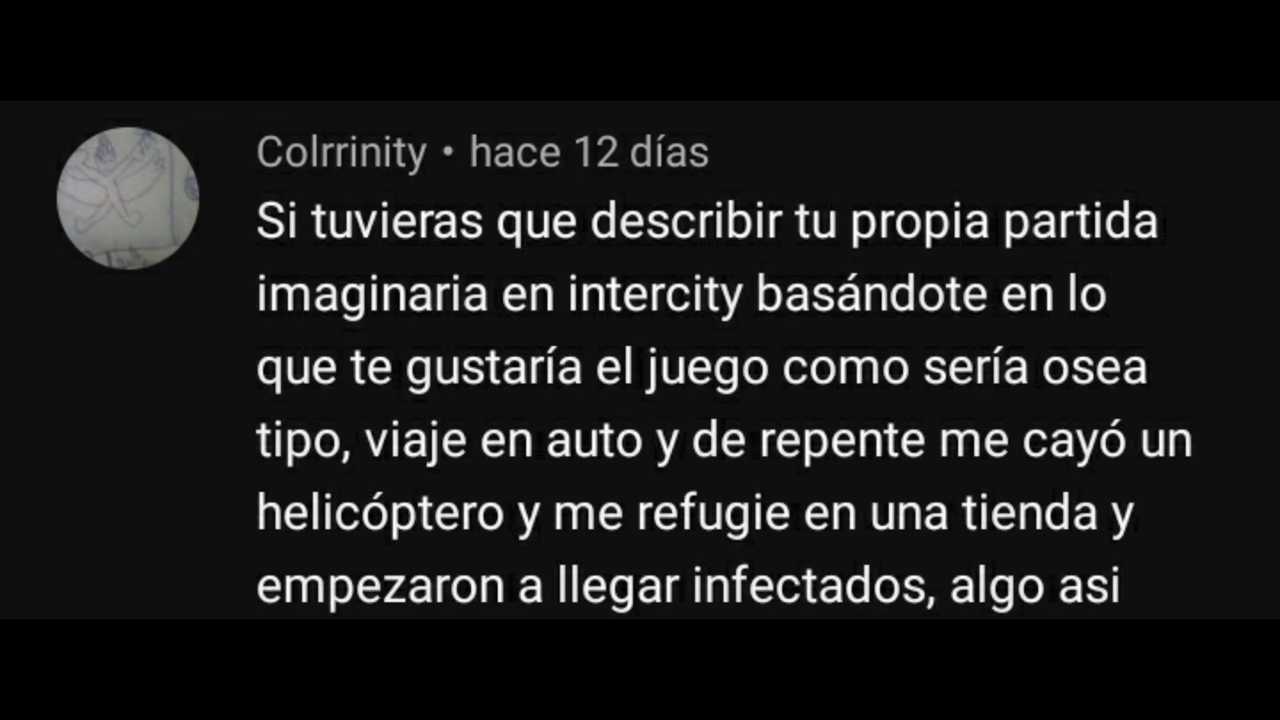 Colrrinity • hace 12 días
Si tuvieras que describir tu propia partida
imaginaria en intercity basándote en lo
que te gustaría el juego como sería osea
tipo, viaje en auto y de repente me cayó un
helicóptero y me refugie en una tienda y
empezaron a llegar infectados, algo asi